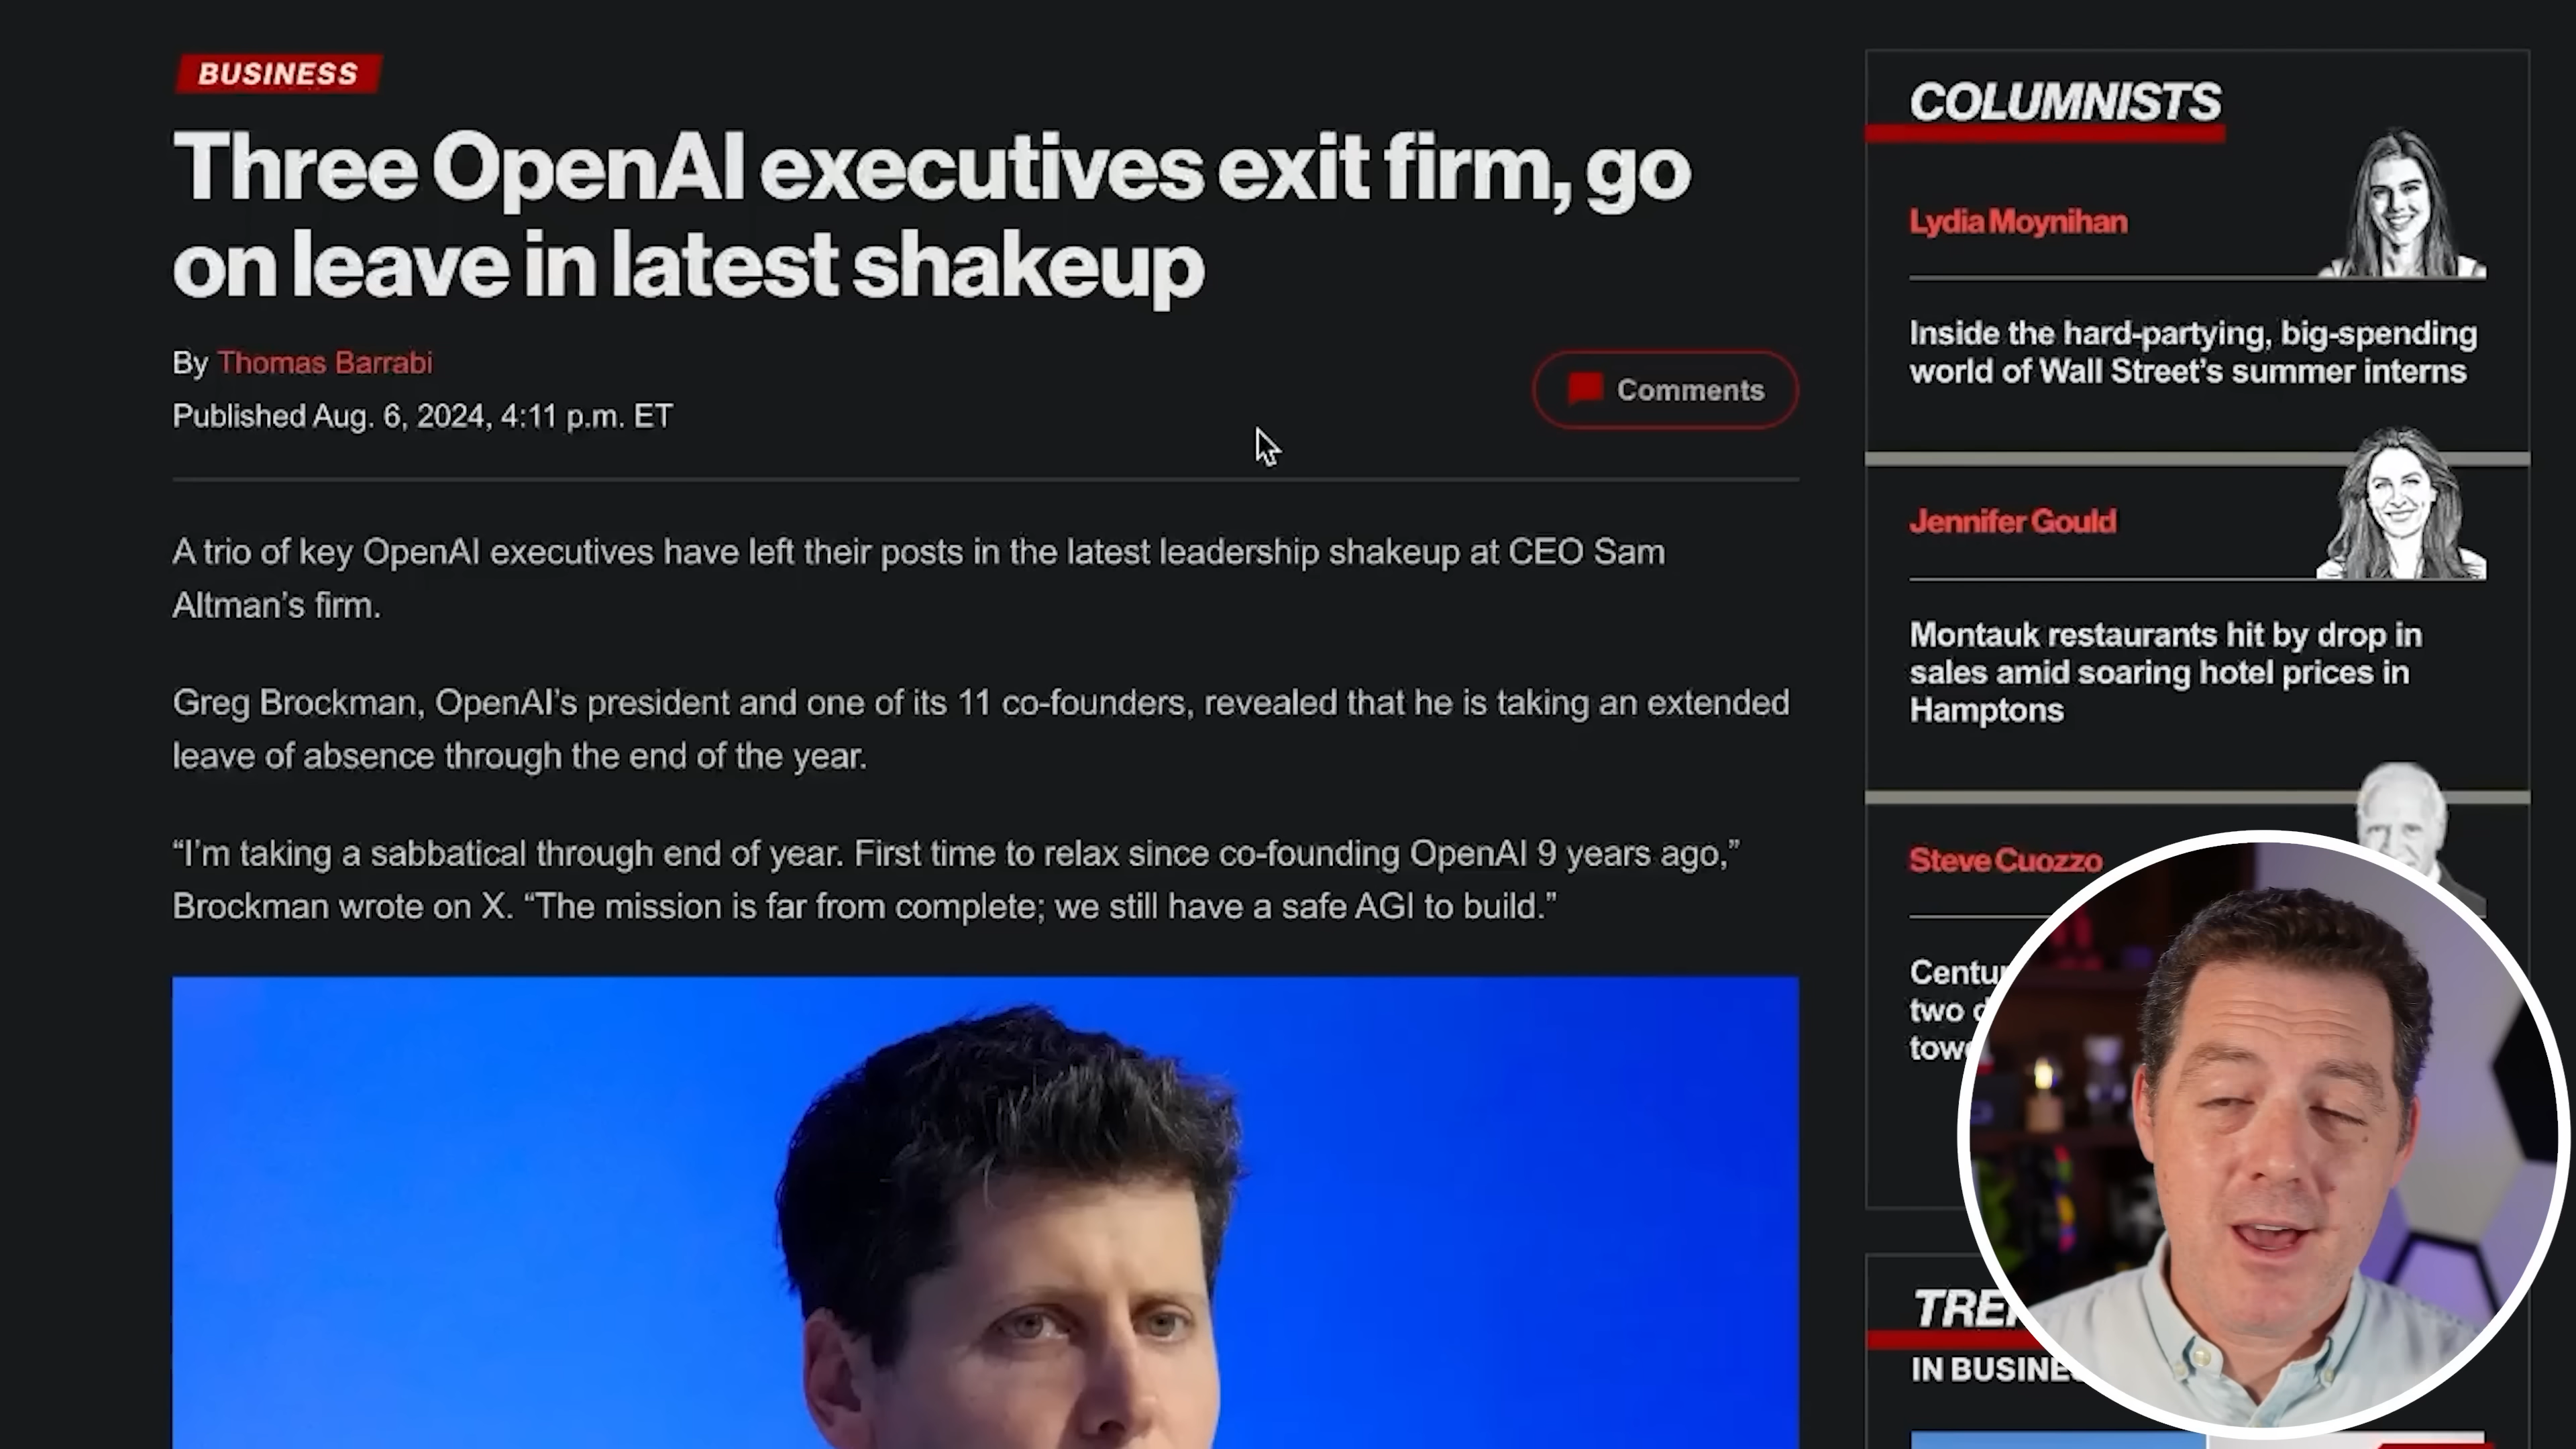 BUSINESS
Three OpenAI executives exit firm, go
on leave in latest shakeup
By Thomas Barrabi
Published Aug. 6, 2024, 4:11 p.m. ET
Comments
A trio of key OpenAI executives have left their posts in the latest leadership shakeup at CEO Sam
Altman’s firm.
Greg Brockman, OpenAI’s president and one of its 11 co-founders, revealed that he is taking an extended
leave of absence through the end of the year.
“I’m taking a sabbatical through end of year. First time to relax since co-founding OpenAI 9 years ago,”
Brockman wrote on X. “The mission is far from complete; we still have a safe AGI to build.”
COLUMNISTS
Lydia Moynihan
Inside the hard-partying, big-spending
world of Wall Street’s summer interns
Jennifer Gould
Montauk restaurants hit by drop in
sales amid soaring hotel prices in
Hamptons
Steve Cuozzo
two
IN